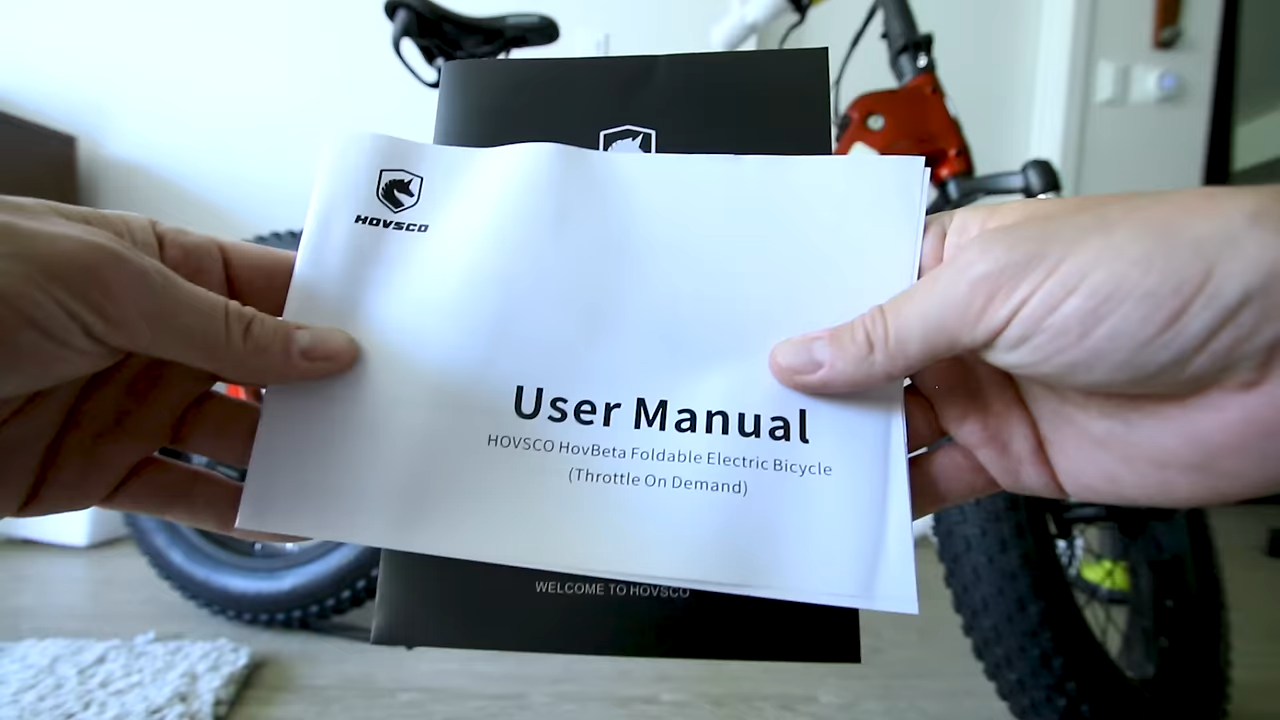 HOVSCO
User Manual
HOVSCO HovBeta Foldable Electric Bicycle
(Throttle On Demand)
WELCOME TO HOVSCO